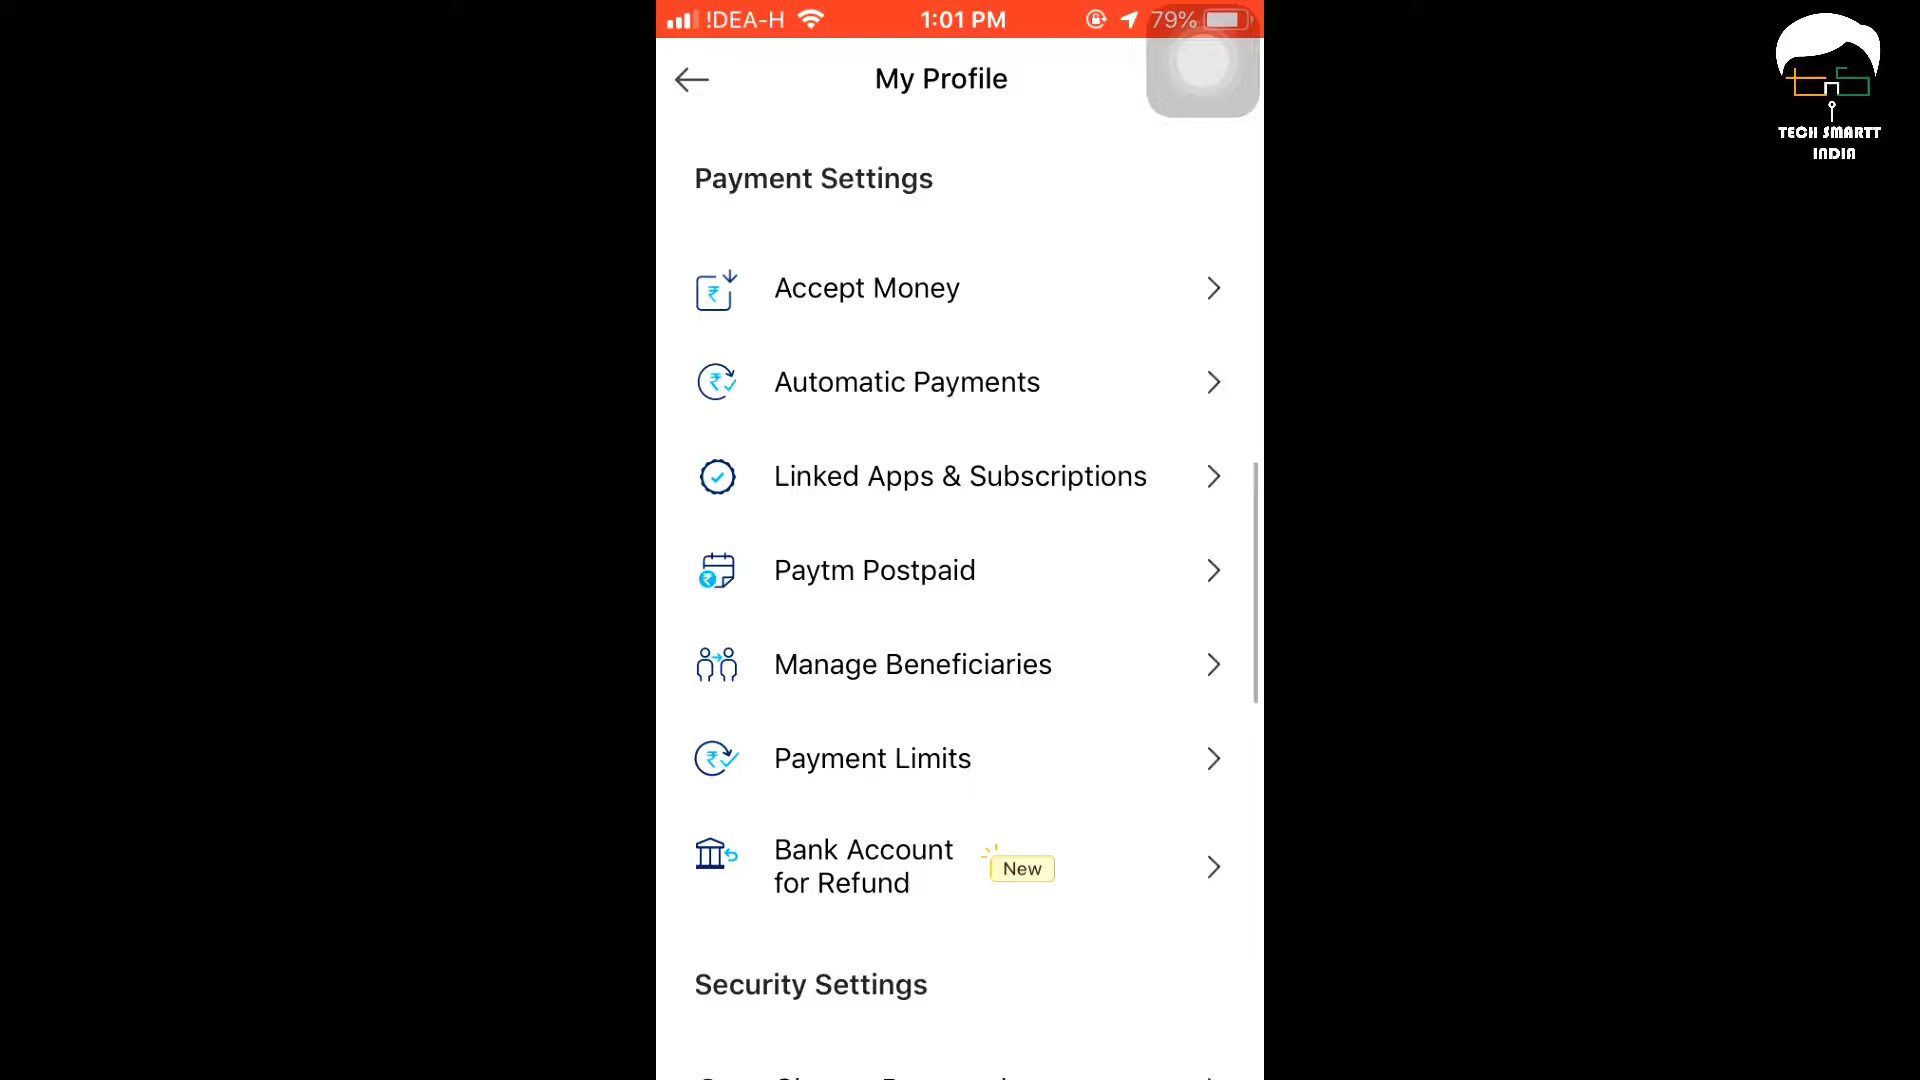 !DEA-H 1:01 PM 79%
My Profile
TECH SMARTT
INDIA
Payment Settings
Accept Money
Automatic Payments
Linked Apps & Subscriptions
Paytm Postpaid
Manage Beneficiaries
Payment Limits
Bank Account
for Refund
New
Security Settings